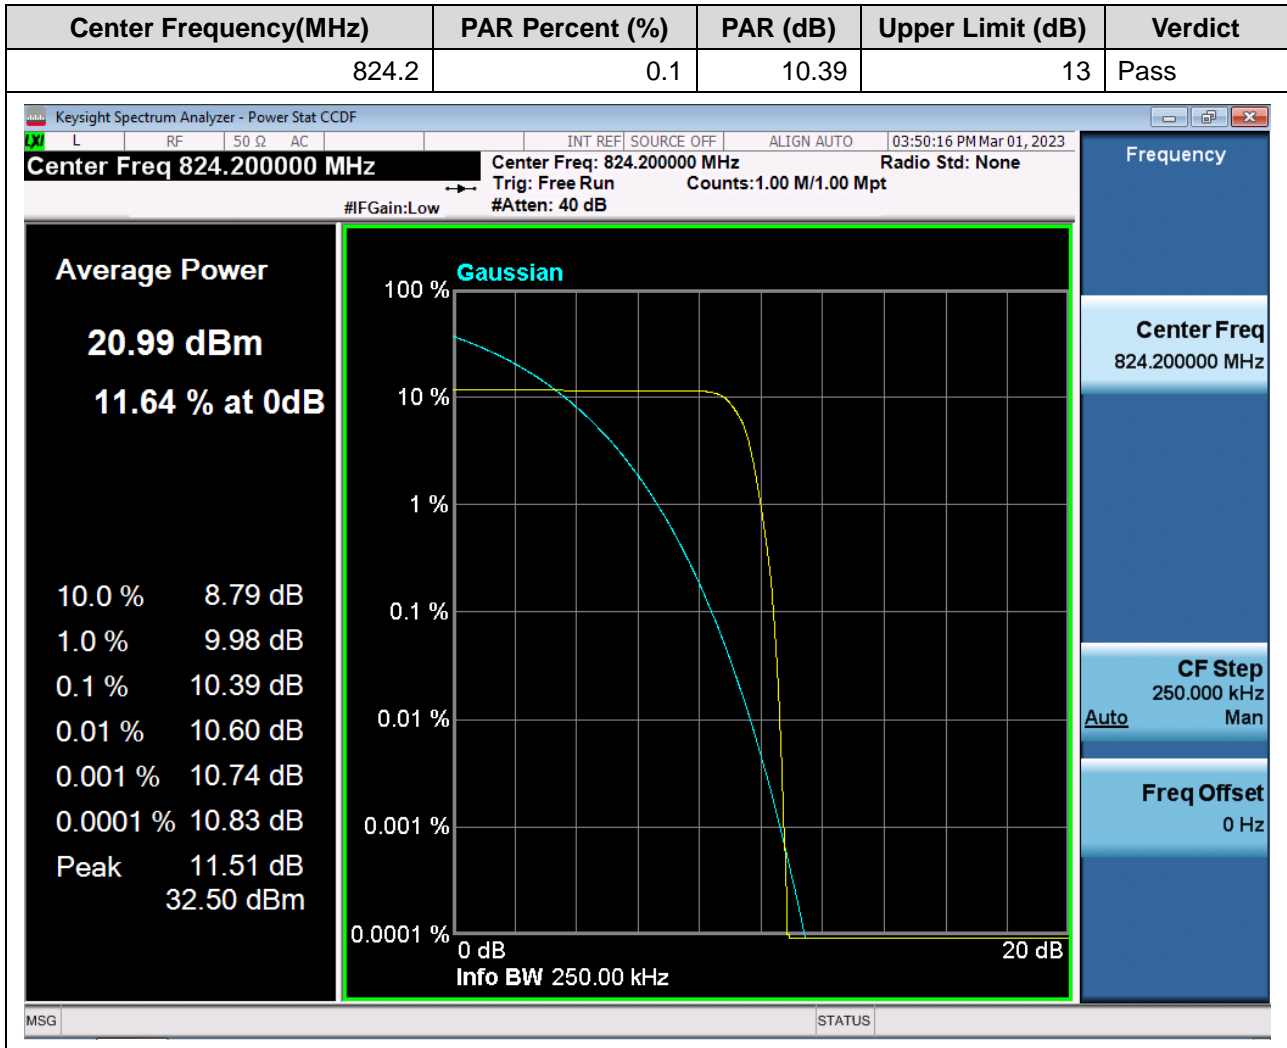 Center Frequency(MHz) PAR Percent (%) PAR (dB) Upper Limit (dB) Verdict
824.2 0.1 10.39 13 Pass
Keysight Spectrum Analyzer - Power Stat CCDF
LXI L RF 50 Ω AC INT REF SOURCE OFF ALIGN AUTO 03:50:16 PM Mar 01, 2023
Center Freq 824.200000 MHz
Center Freq: 824.200000 MHz Radio Std: None
Trig: Free Run Counts:1.00 M/1.00 Mpt
#IFGain:Low #Atten: 40 dB
Average Power
20.99 dBm
11.64 % at 0dB
10.0 % 8.79 dB
1.0 % 9.98 dB
0.1 % 10.39 dB
0.01 % 10.60 dB
0.001 % 10.74 dB
0.0001 % 10.83 dB
Peak 11.51 dB
32.50 dBm
Gaussian
100 %
10 %
1 %
0.1 %
0.01 %
0.001 %
0.0001 %
0 dB 20 dB
Info BW 250.00 kHz
Frequency
Center Freq
824.200000 MHz
CF Step
250.000 kHz
Auto Man
Freq Offset
0 Hz
MSG STATUS